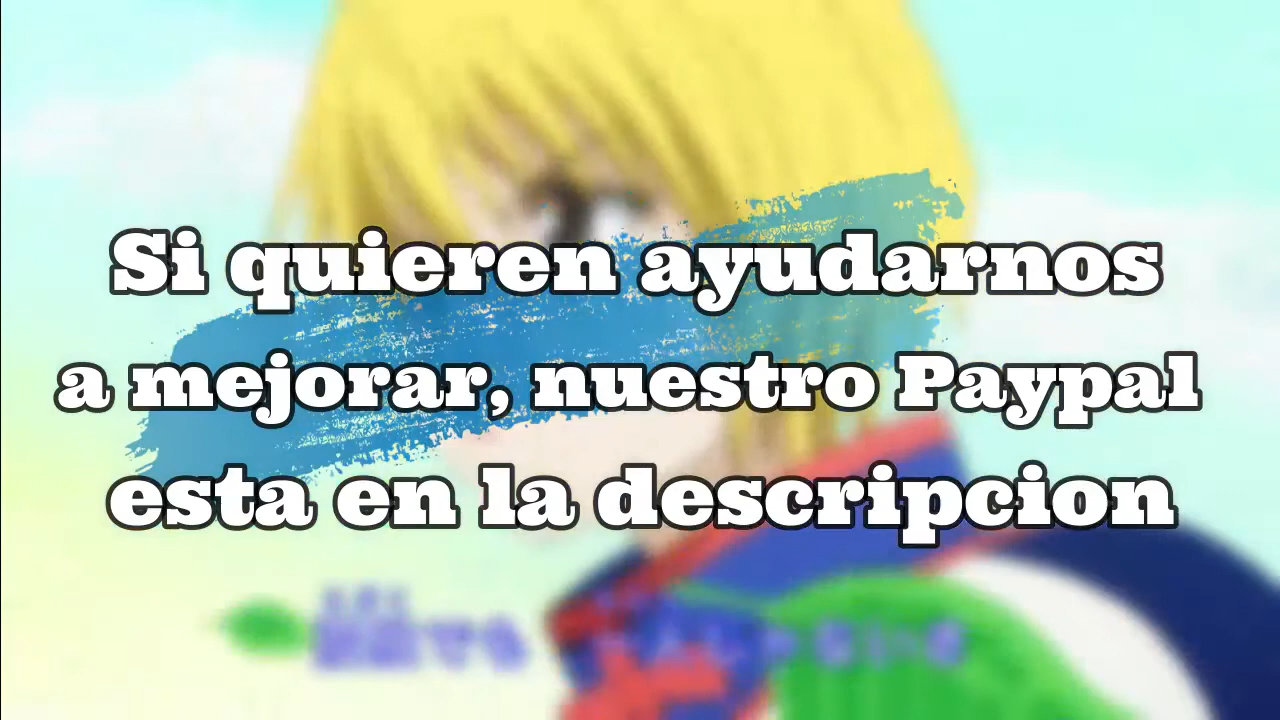 Si quieren ayudarnos
a mejorar, nuestro Paypal
esta en la descripcion